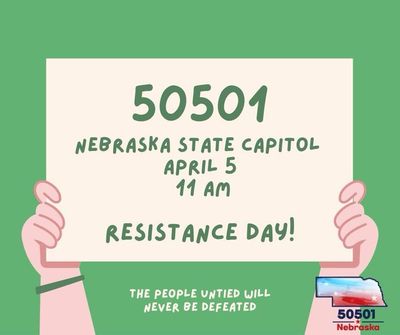 50501
NEBRASKA STATE CAPITOL
APRIL 5
11 AM
RESISTANCE DAY!
THE PEOPLE UNTIED WILL
NEVER BE DEFEATED
50501
Nebraska